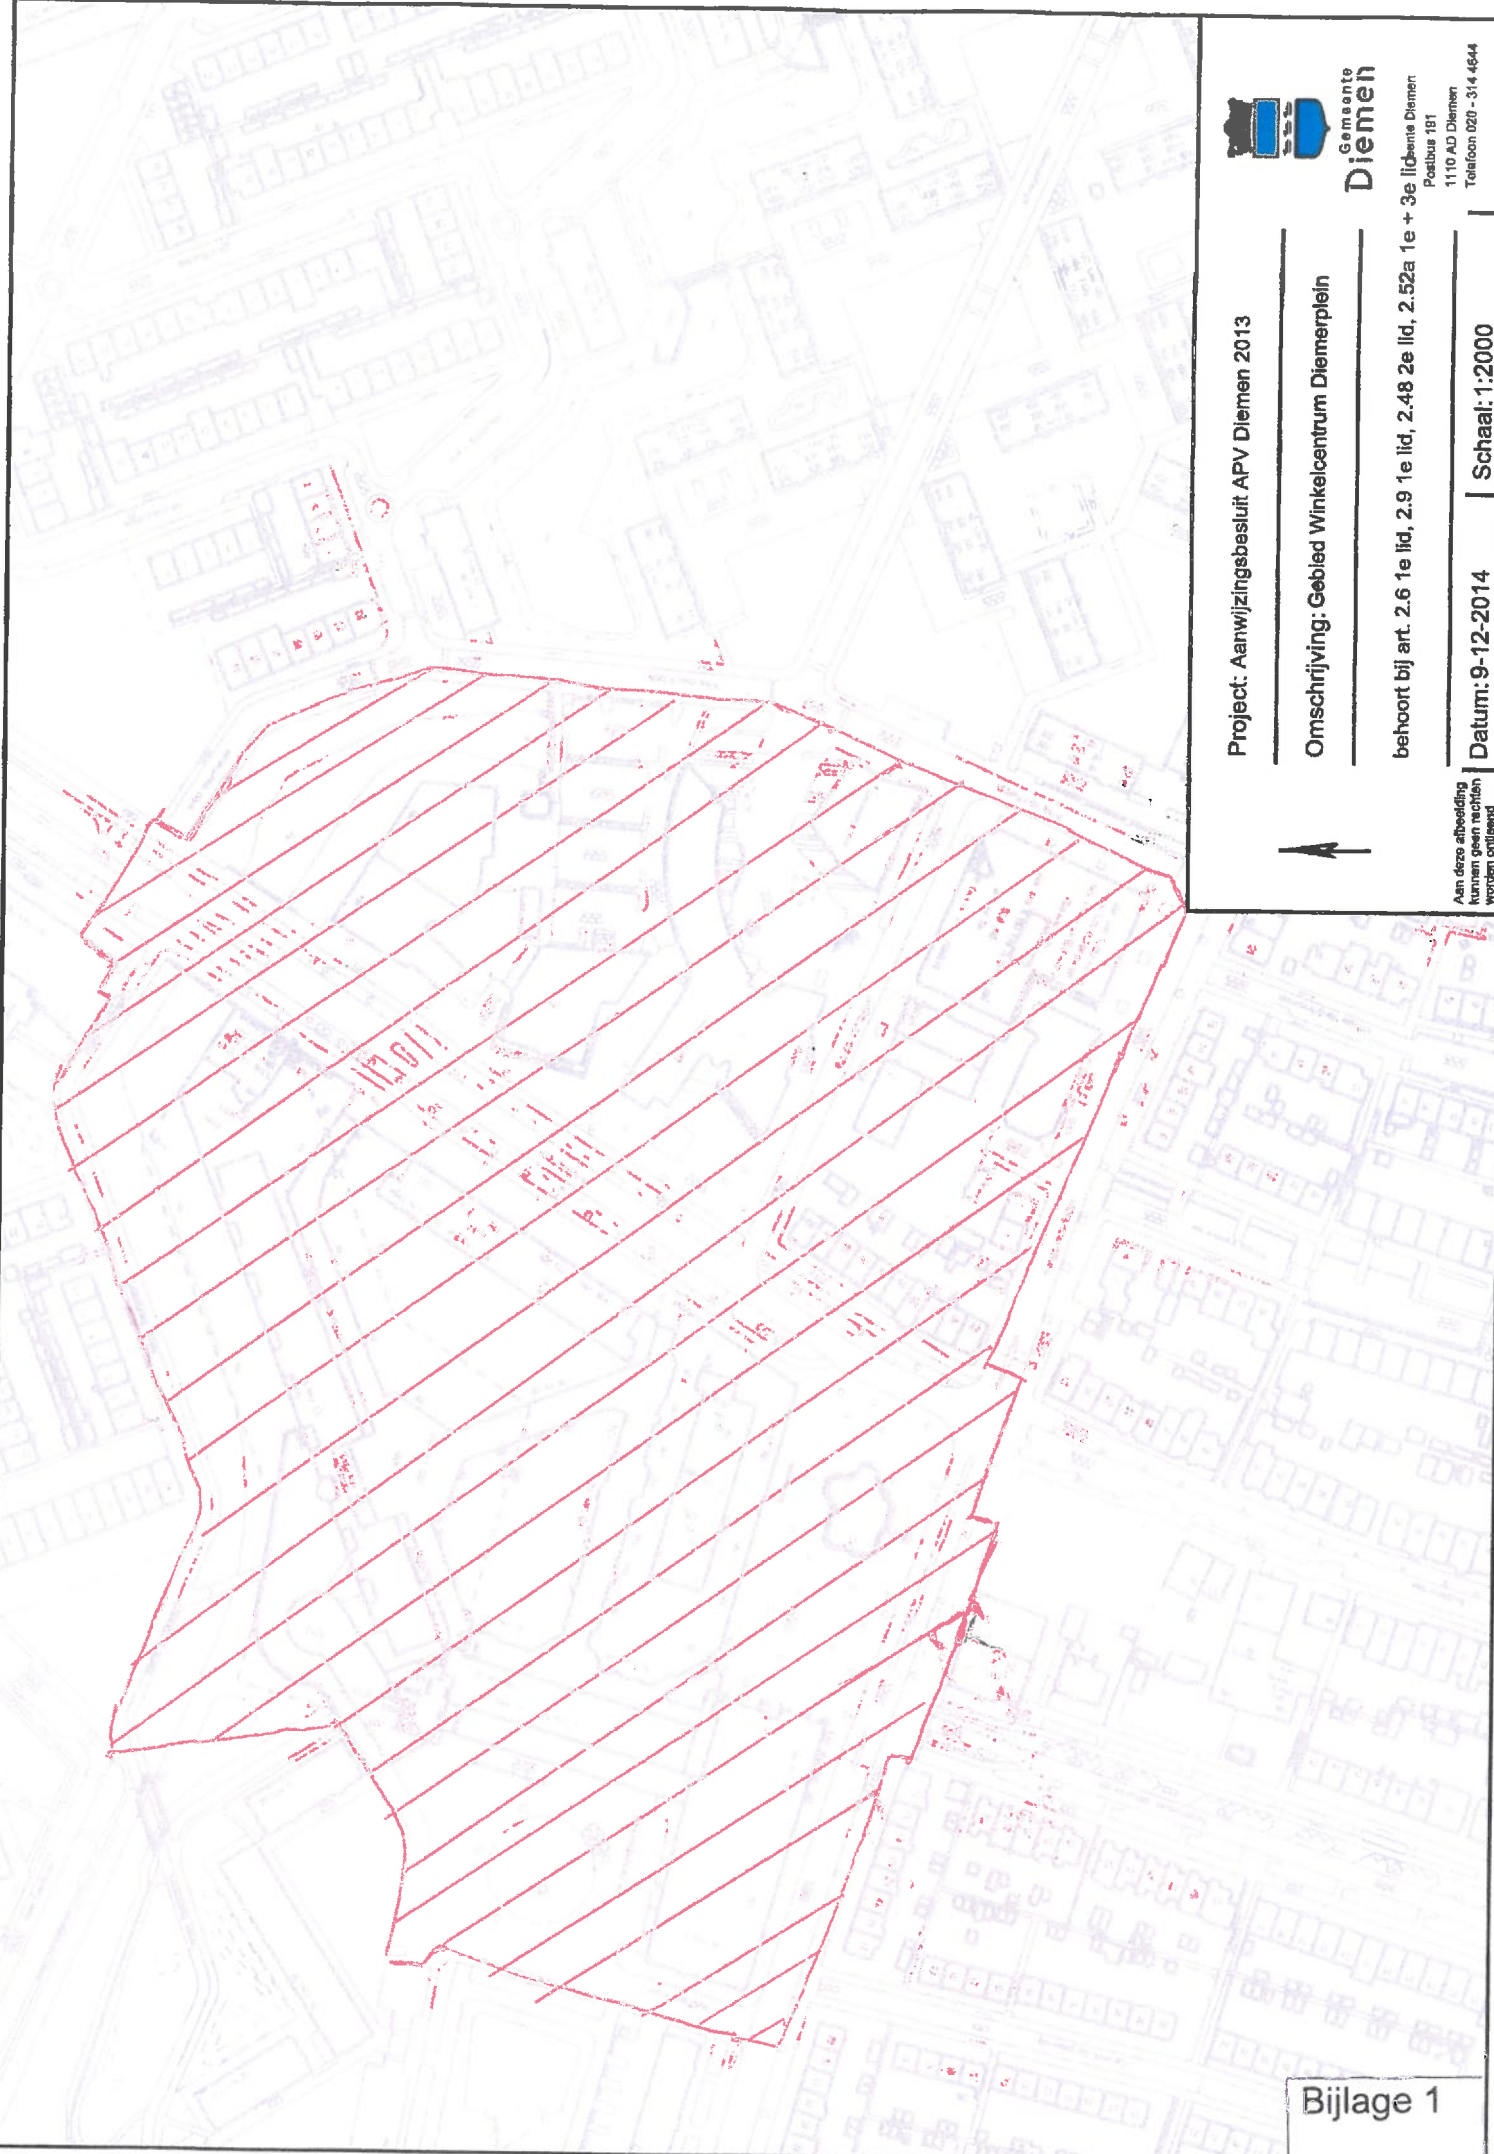 Gemeente
Diemen
Project: Aanwijzingsbesluit APV Diemen 2013
Omschrijving: Gebied Winkelcentrum Diemerplein
behoort bij art. 2.6 1e lid, 2.9 1e lid, 2.48 2e lid, 2.52a 1e + 3e lid
Diemen
Postbus 191
1110 AD Diemen
Telefoon 020 - 314 4644
Aan deze afbeelding
kunnen geen rechten
worden ontleend
Datum: 9-12-2014
Schaal: 1:2000
Bijlage 1